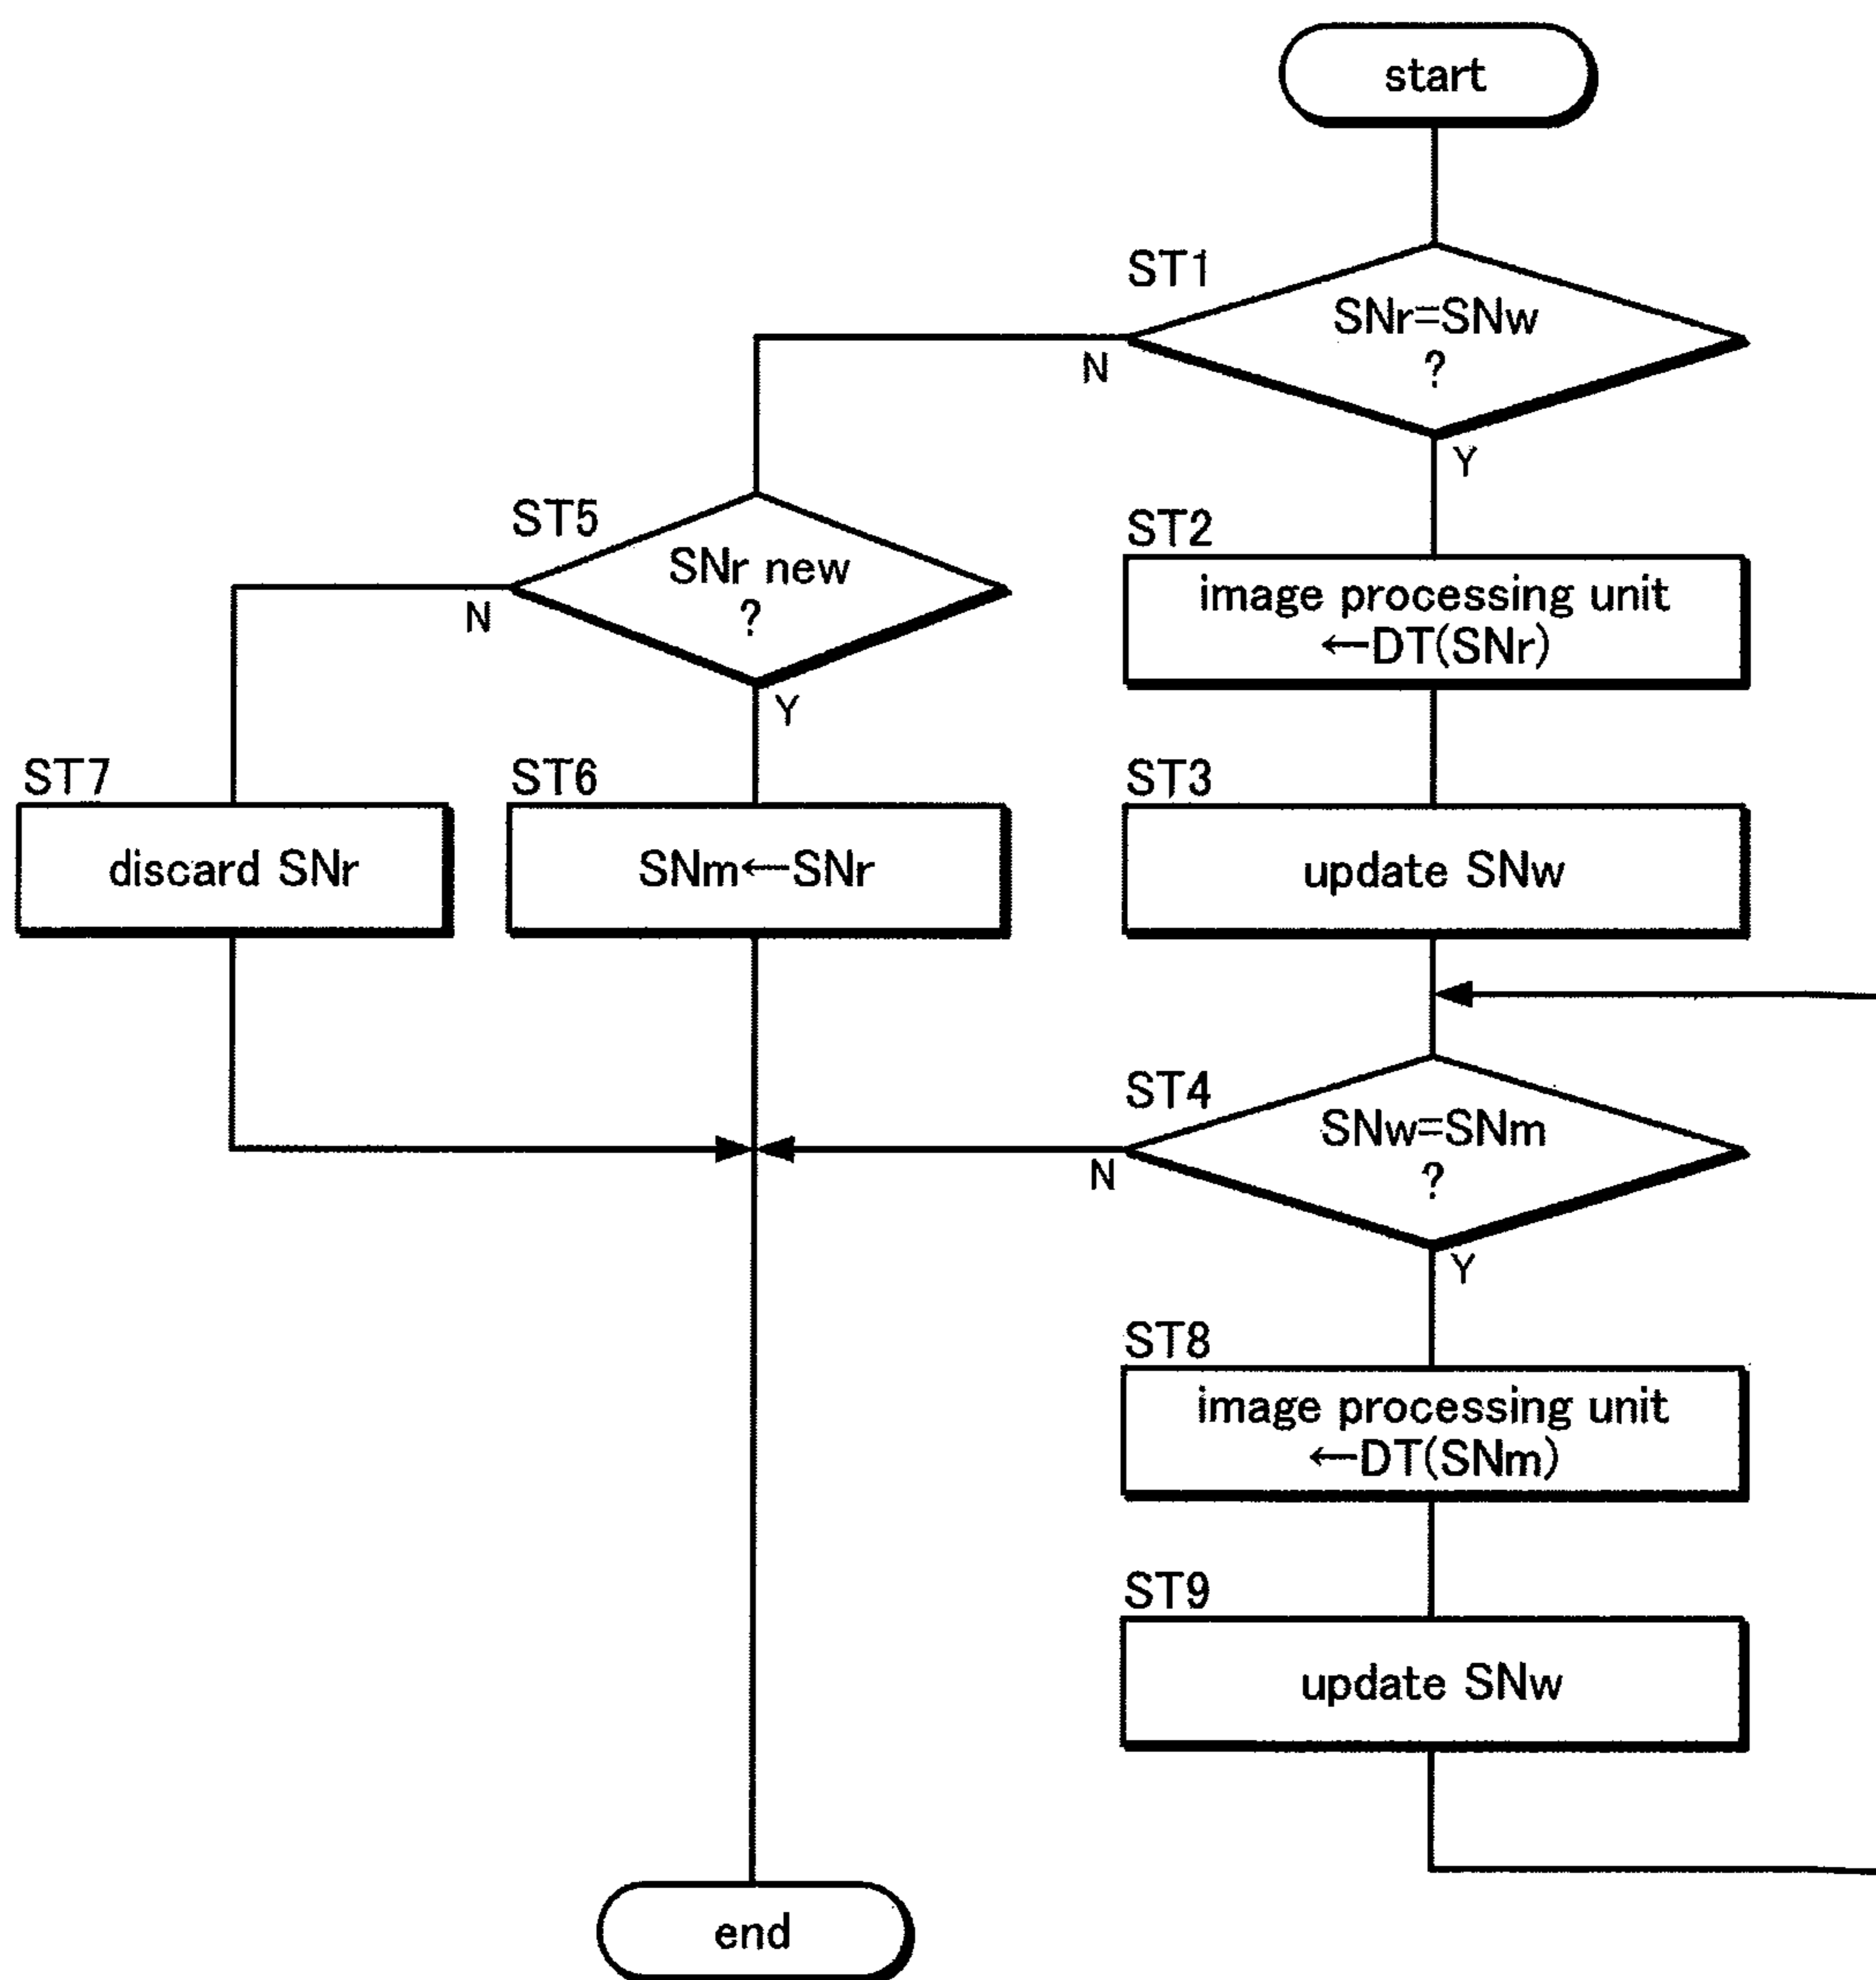 start
ST1
SNr=SNw
?
N
Y
ST5
SNr new
?
N
Y
ST2
image processing unit
←DT(SNr)
ST7
discard SNr
ST6
SNm←SNr
ST3
update SNw
ST4
SNw=SNm
?
N
Y
ST8
image processing unit
←DT(SNm)
ST9
update SNw
end